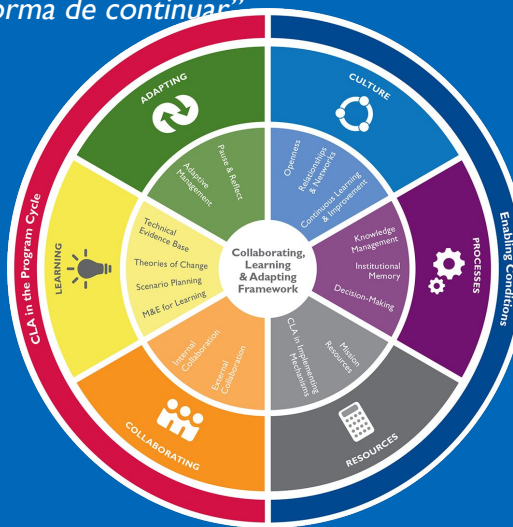 orma de continuar”
CLA in the Program Cycle
Enabling Conditions
ADAPTING
Adaptive
Management
Pause & Reflect
CULTURE
Openness
Relationships
& Networks
Continuous Learning
& Improvement
LEARNING
Technical
Evidence Base
Theories of Change
Scenario Planning
M&E for Learning
Collaborating,
Learning
& Adapting
Framework
PROCESSES
Knowledge
Management
Institutional
Memory
Decision-Making
COLLABORATING
Internal
Collaboration
External
Collaboration
RESOURCES
CLA in Implementing
Mechanisms
Mission
Resources